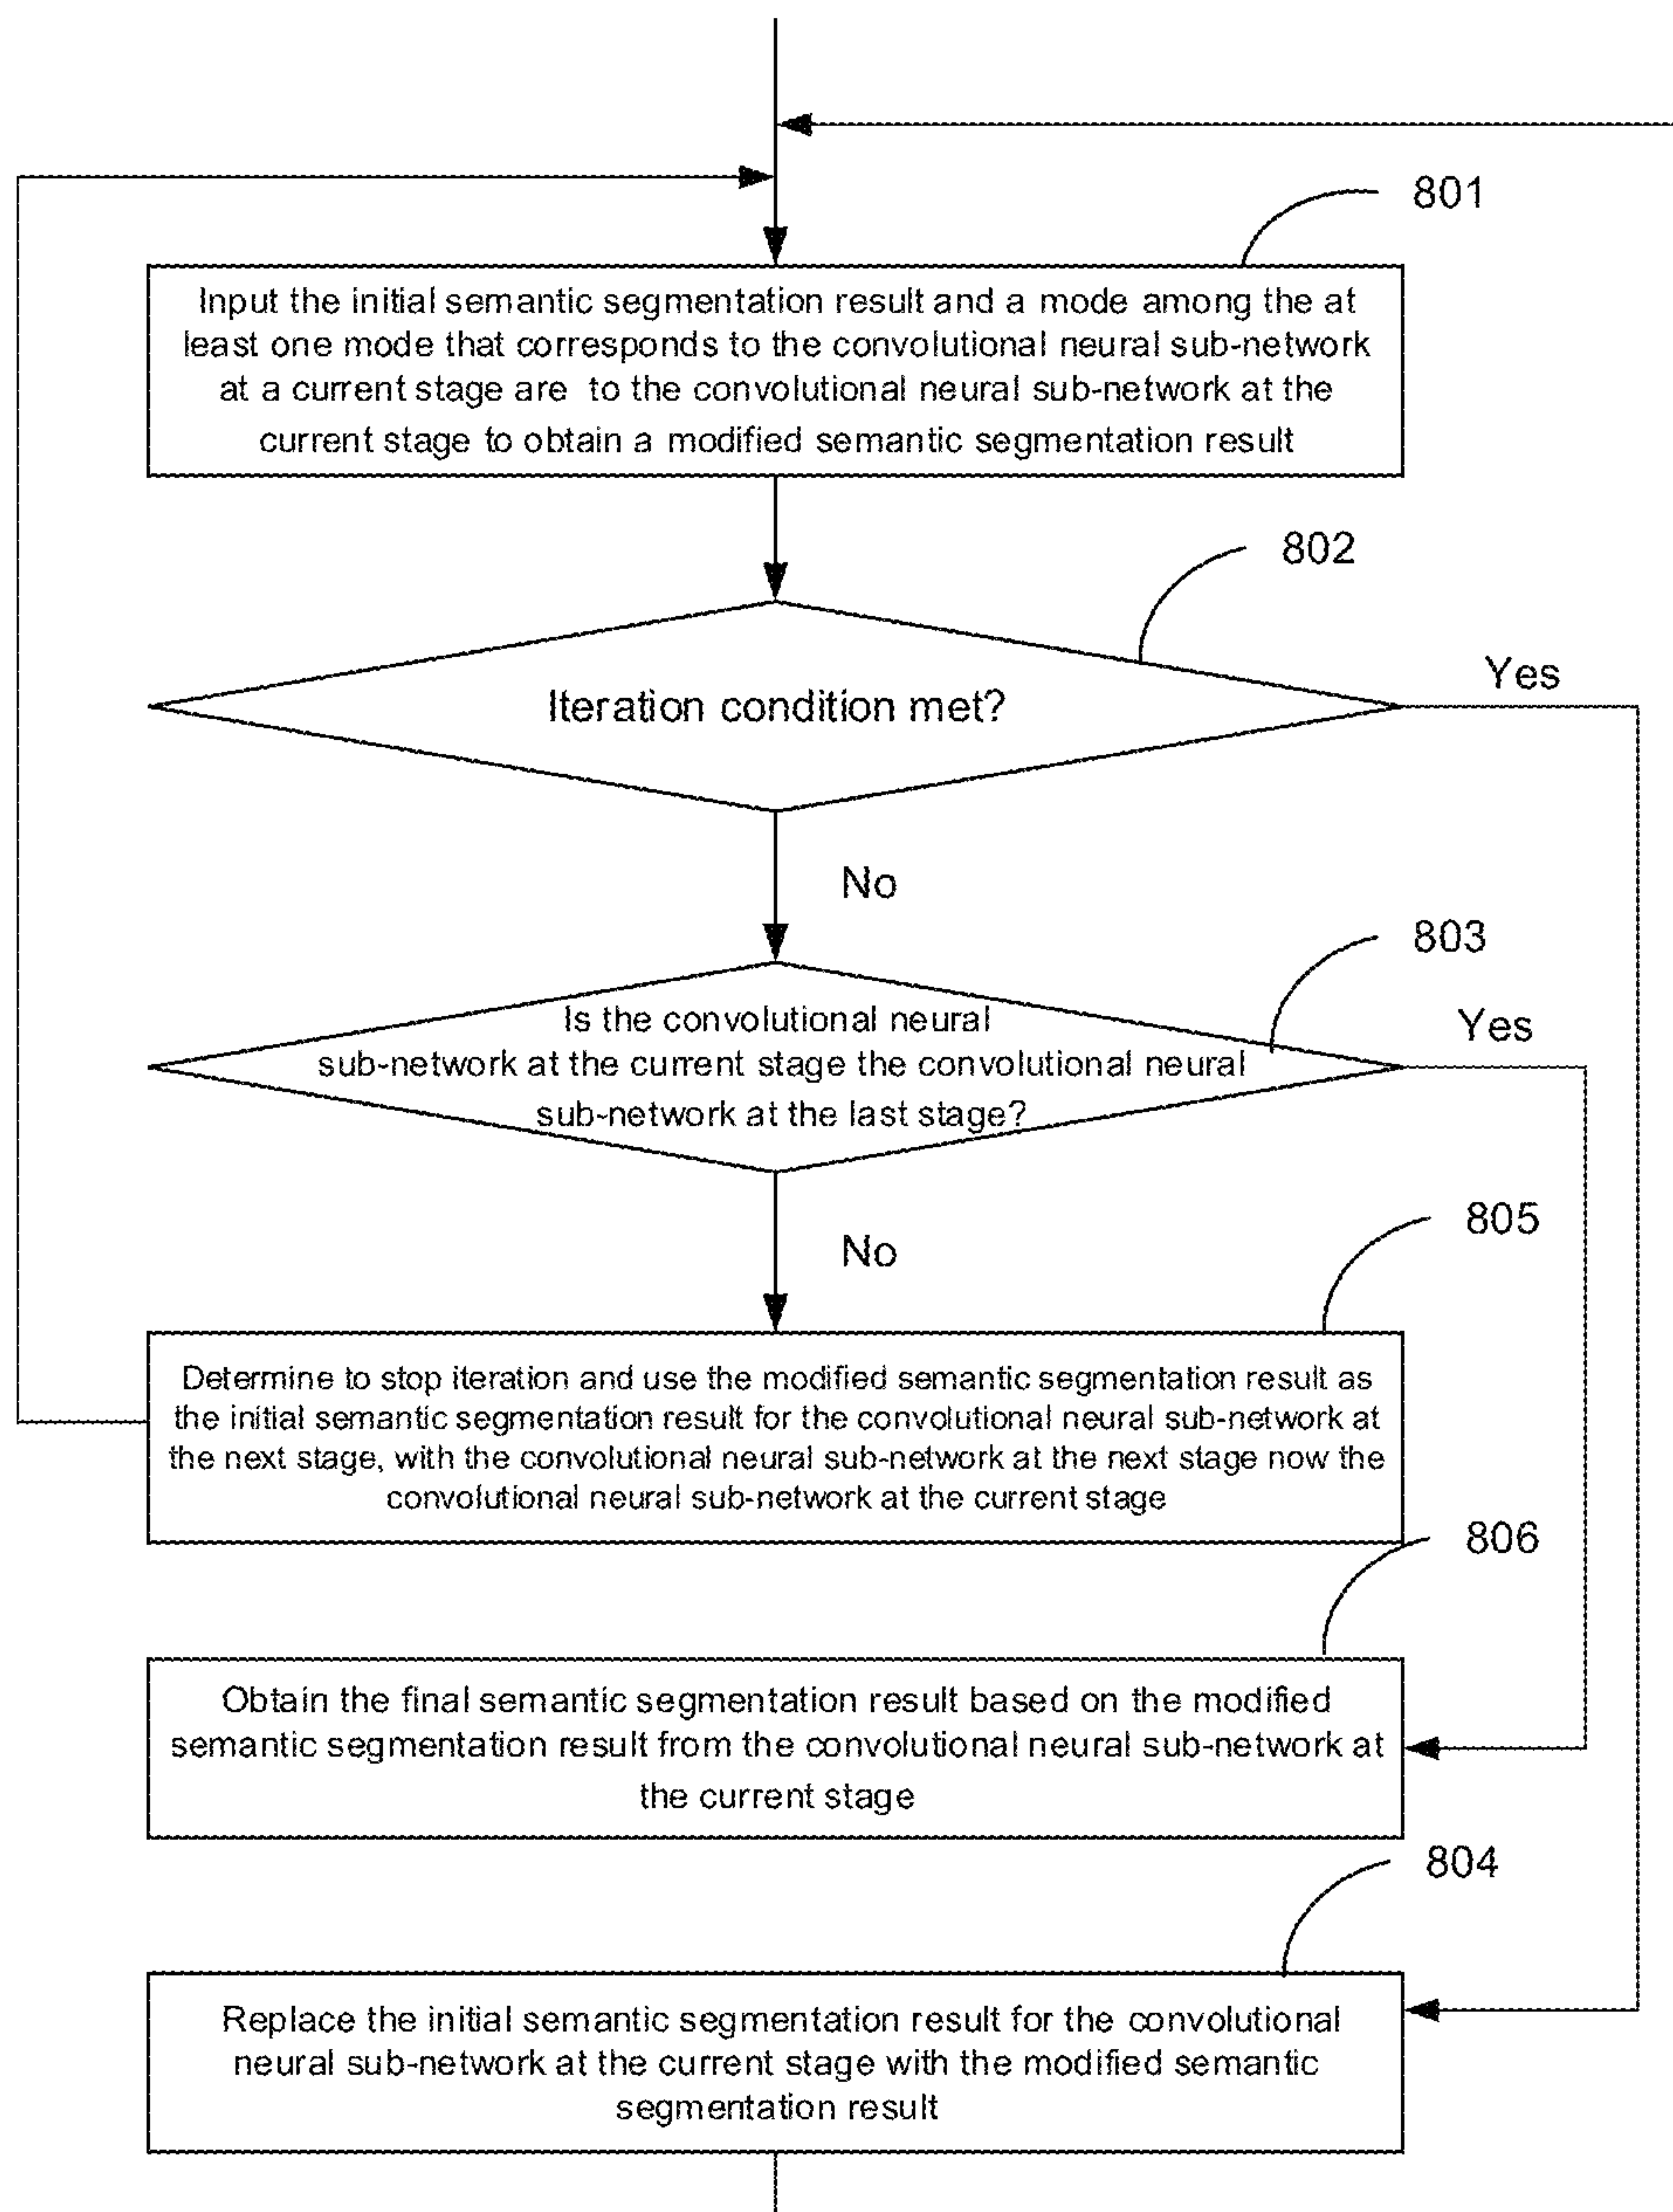 801
Input the initial semantic segmentation result and a mode among the at
least one mode that corresponds to the convolutional neural sub-network
at a current stage are to the convolutional neural sub-network at the
current stage to obtain a modified semantic segmentation result
802
Yes
Iteration condition met?
No
803
Yes
Is the convolutional neural
sub-network at the current stage the convolutional neural
sub-network at the last stage?
No
805
Determine to stop iteration and use the modified semantic segmentation result as
the initial semantic segmentation result for the convolutional neural sub-network at
the next stage, with the convolutional neural sub-network at the next stage now the
convolutional neural sub-network at the current stage
806
Obtain the final semantic segmentation result based on the modified
semantic segmentation result from the convolutional neural sub-network at
the current stage
804
Replace the initial semantic segmentation result for the convolutional
neural sub-network at the current stage with the modified semantic
segmentation result